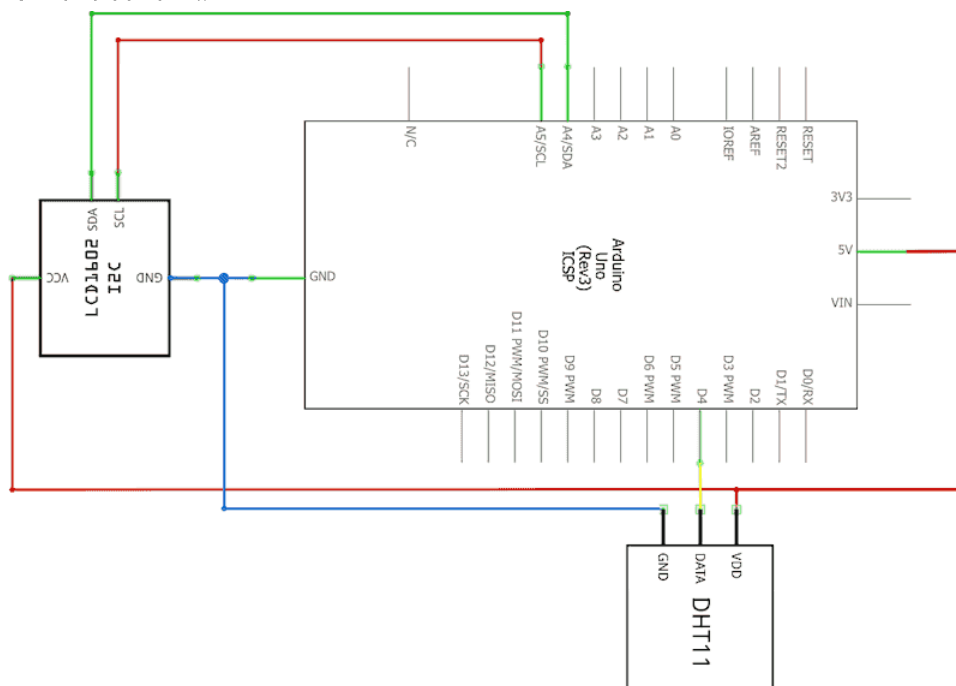 N/C
A5/SCL
A4/SDA
A3
A2
A1
A0
IOREF
AREF
RESET2
RESET
SDA
SCL
VCC
GND
I2C
LCD1602
GND
Arduino
Uno
(Rev3)
ICSP
3V3
5V
VIN
D13/SCK
D12/MISO
D11 PWM/MOSI
D10 PWM/SS
D9 PWM
D8
D7
D6 PWM
D5 PWM
D4
D3 PWM
D2
D1/TX
D0/RX
GND
DATA
VDD
DHT11